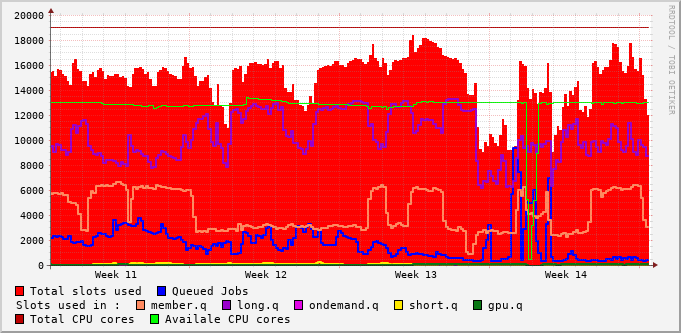 RRDTOOL / TOBI OETIKER
20000
18000
16000
14000
12000
10000
8000
6000
4000
2000
0
Week 11 Week 12 Week 13 Week 14
Total slots used Queued Jobs
Slots used in : member.q long.q ondemand.q short.q gpu.q
Total CPU cores Availale CPU cores